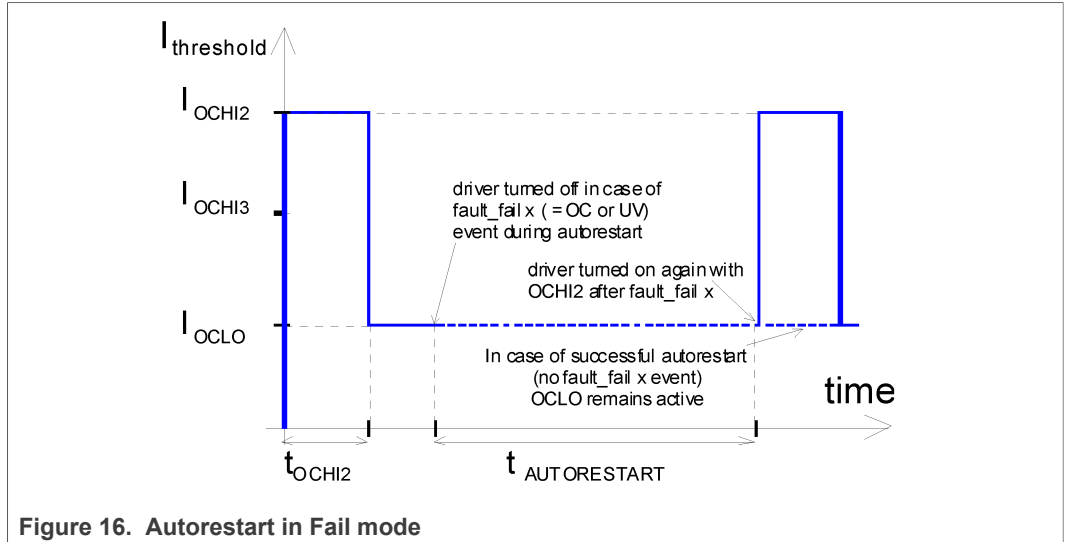 I threshold
I OCHI2
I OCHI3
driver turned off in case of
fault_fail x ( = OC or UV)
event during autorestart
driver turned on again with
OCHI2 after fault_fail x
I OCLO
In case of successful autorestart
(no fault_fail x event)
OCLO remains active
time
t OCHI2
t AUTORESTART
Figure 16. Autorestart in Fail mode